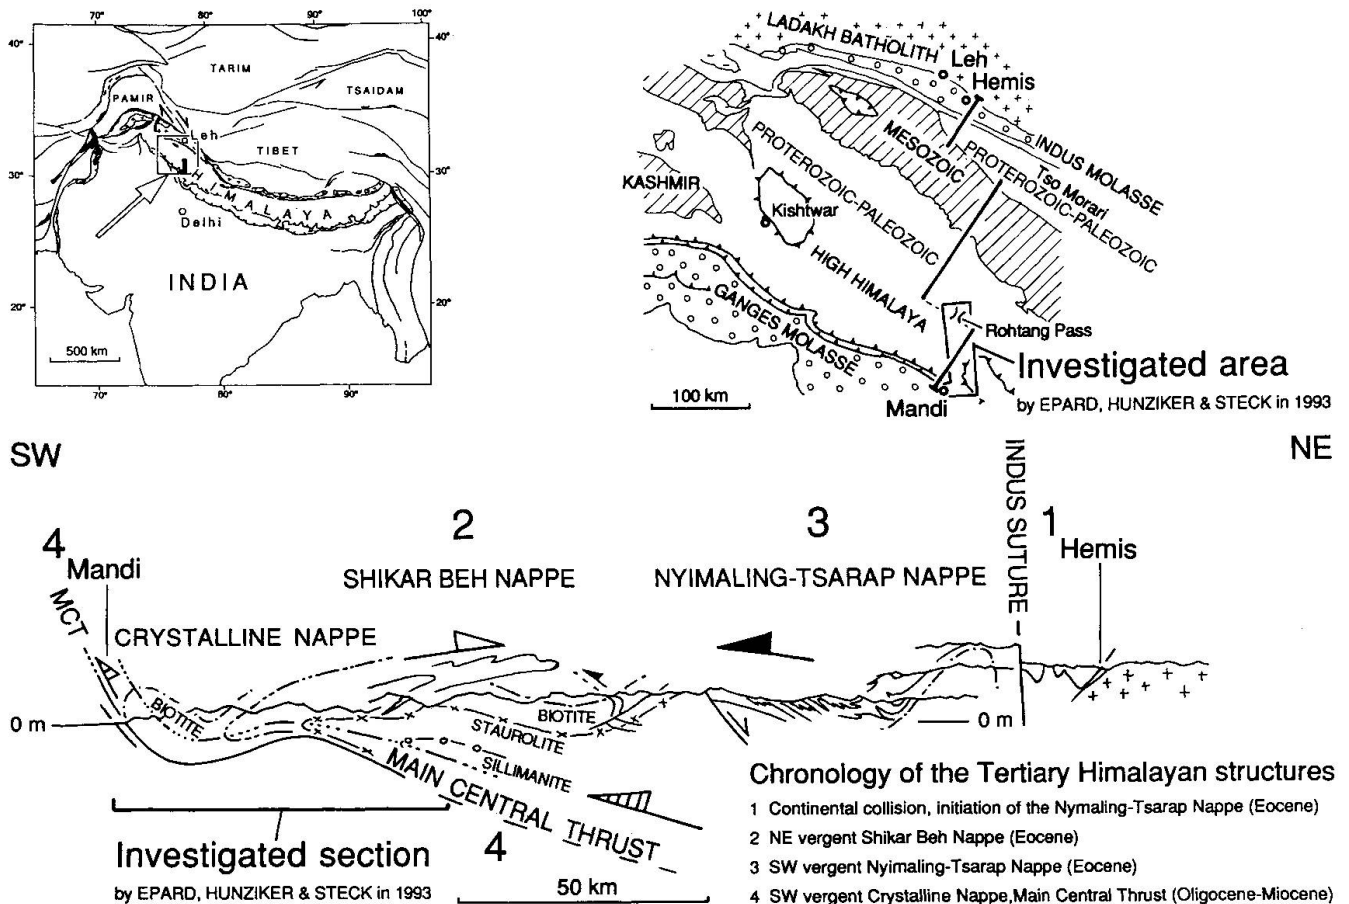 70°
80°
90°
100°
40°
40°
TARIM
PAMIR
TSAIDAM
Leh
TIBET
30°
30°
HIMALAYA
Delhi
INDIA
20°
20°
500 km
70°
80°
90°
LADAKH BATHOLITH
Leh
Hemis
MESOZOIC
INDUS MOLASSE
PROTEROZOIC-PALEOZOIC
Tso Morari
PROTEROZOIC-PALEOZOIC
KASHMIR
Kishtwar
HIGH HIMALAYA
GANGES MOLASSE
Rohtang Pass
Investigated area
by EPARD, HUNZIKER & STECK in 1993
100 km
Mandi
SW
NE
INDUS SUTURE
4
Mandi
2
3
1
Hemis
SHIKAR BEH NAPPE
NYIMALING-TSARAP NAPPE
MCT
CRYSTALLINE NAPPE
BIOTITE
BIOTITE
0 m
0 m
STAUROLITE
SILLIMANITE
MAIN CENTRAL THRUST
4
Investigated section
by EPARD, HUNZIKER & STECK in 1993
50 km
Chronology of the Tertiary Himalayan structures
1 Continental collision, initiation of the Nymaling-Tsarap Nappe (Eocene)
2 NE vergent Shikar Beh Nappe (Eocene)
3 SW vergent Nyimaling-Tsarap Nappe (Eocene)
4 SW vergent Crystalline Nappe,Main Central Thrust (Oligocene-Miocene)